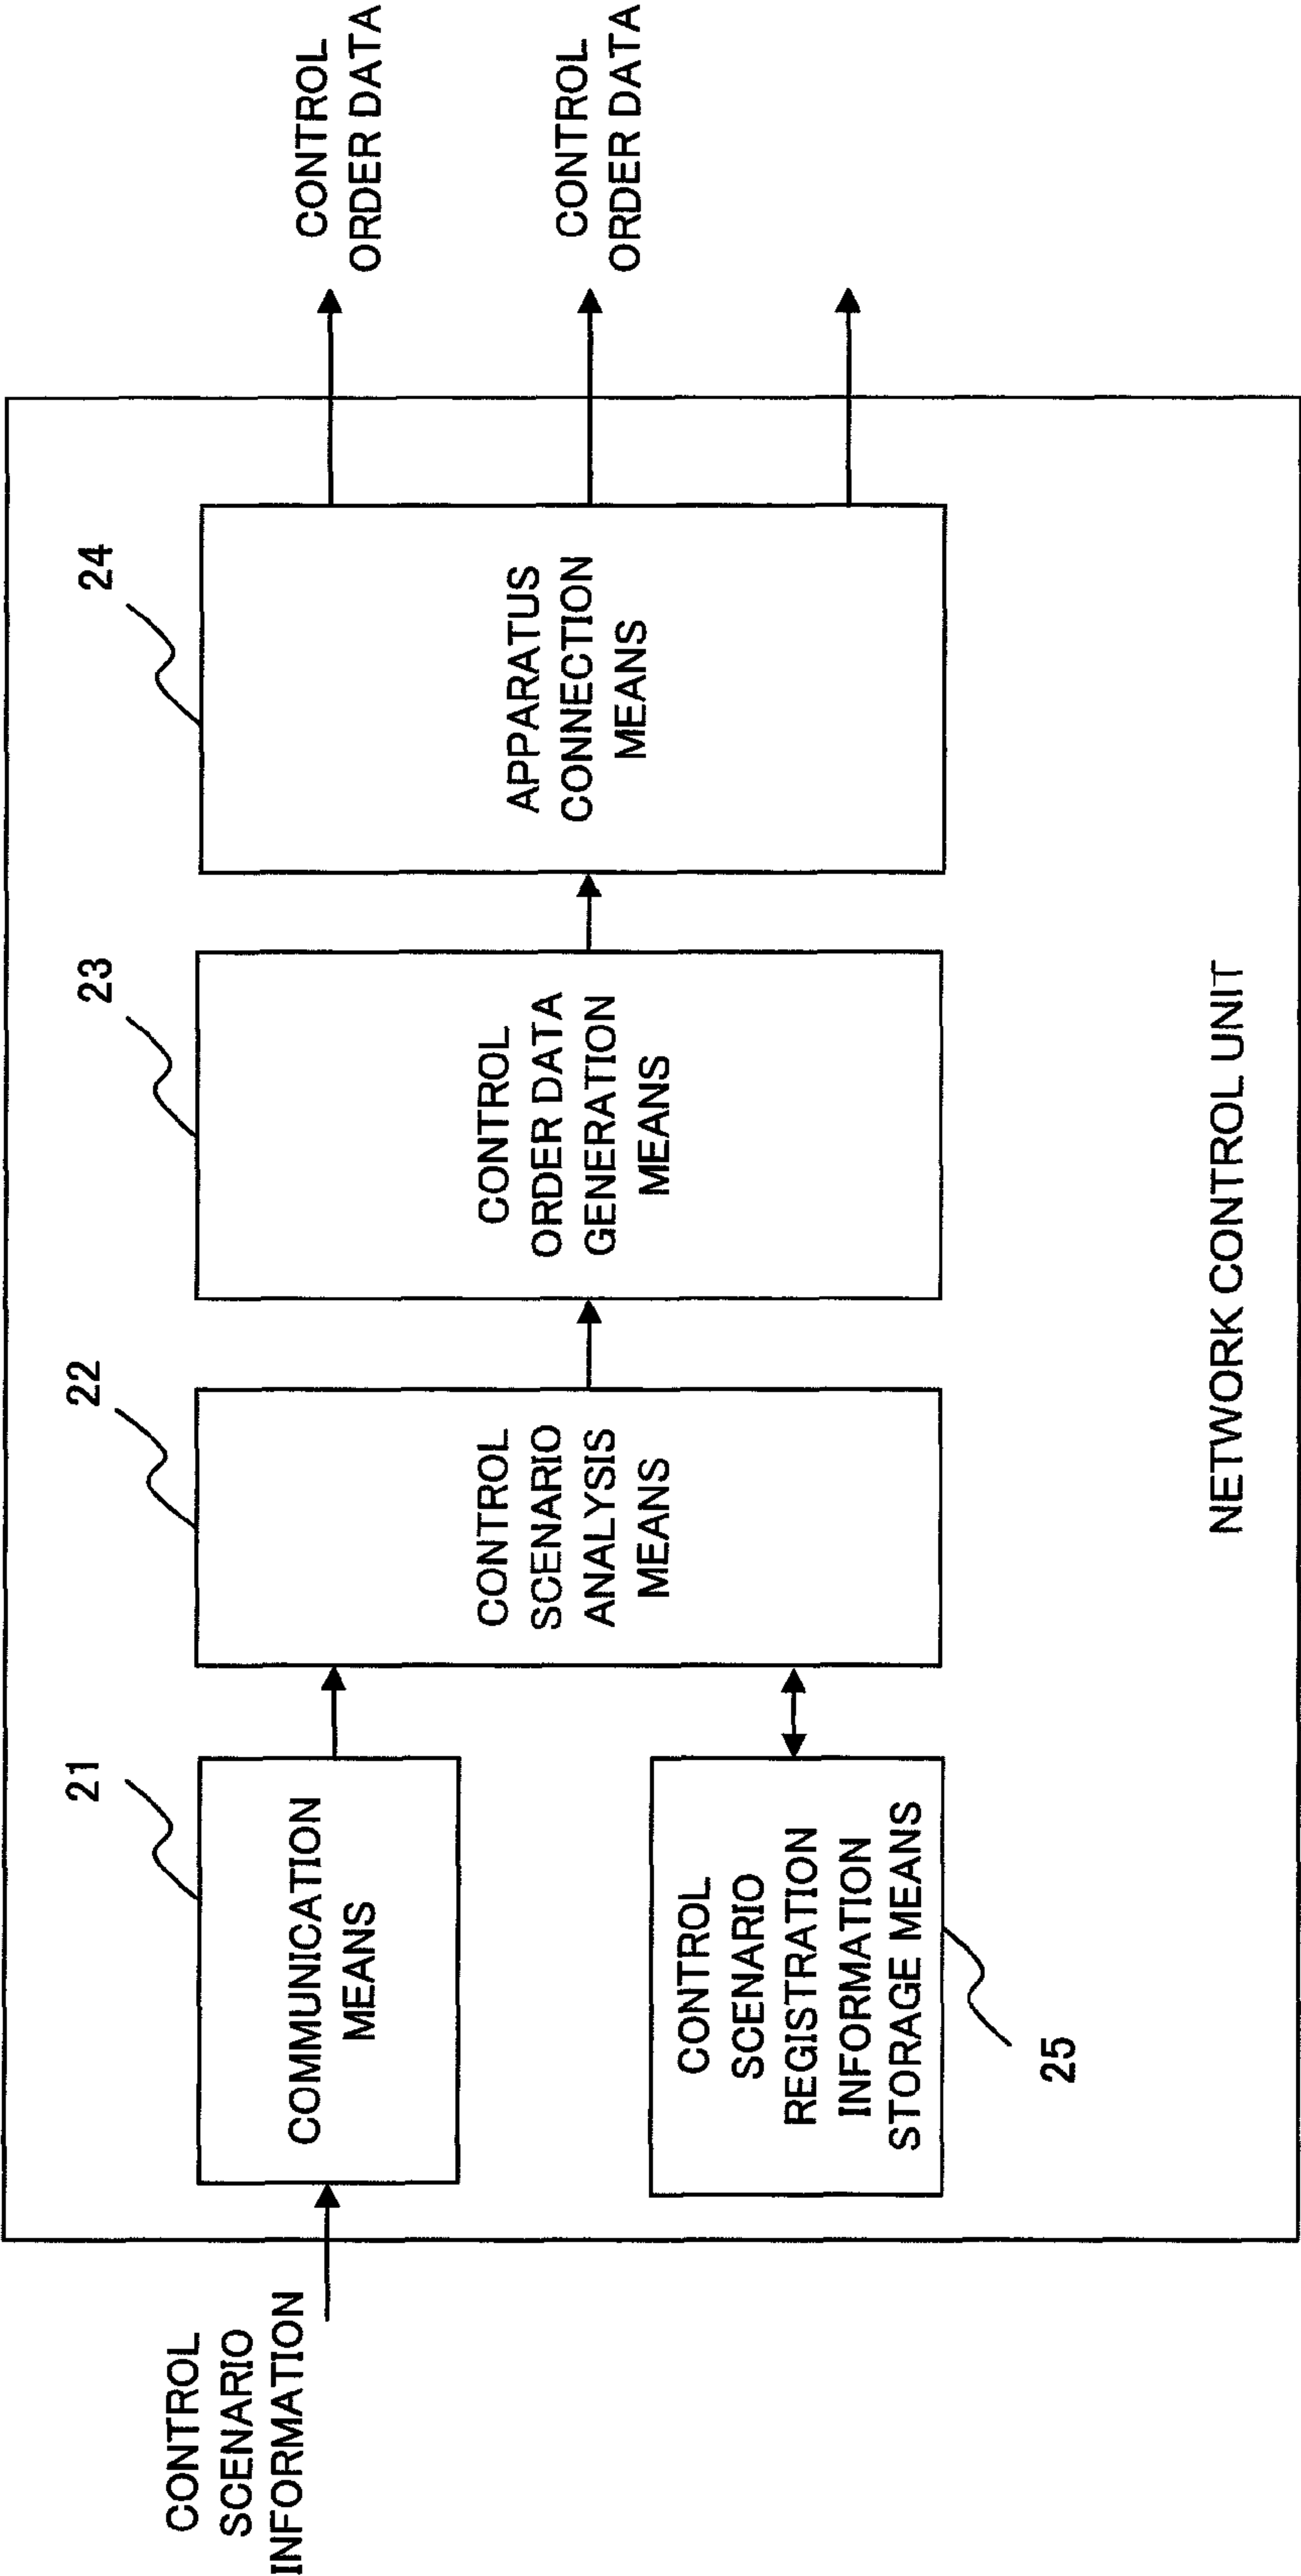 CONTROL
SCENARIO
INFORMATION
21
COMMUNICATION
MEANS
CONTROL
SCENARIO
REGISTRATION
INFORMATION
STORAGE MEANS
25
22
CONTROL
SCENARIO
ANALYSIS
MEANS
23
CONTROL
ORDER DATA
GENERATION
MEANS
24
APPARATUS
CONNECTION
MEANS
CONTROL
ORDER DATA
CONTROL
ORDER DATA
NETWORK CONTROL UNIT